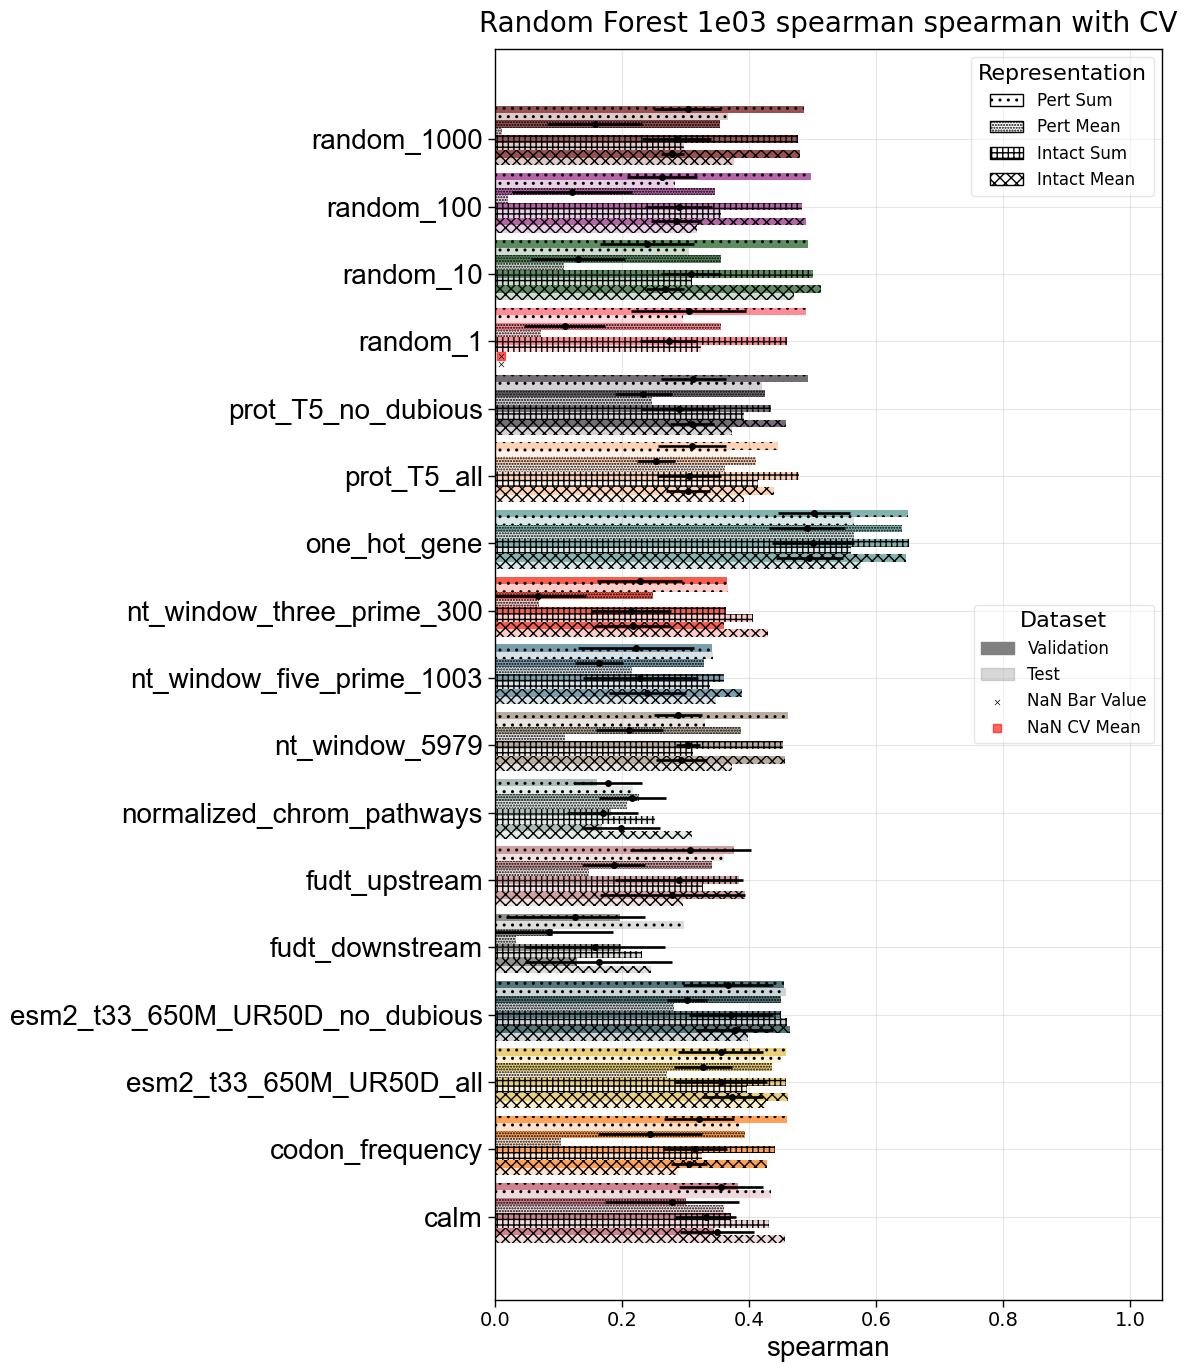 Random Forest 1e03 spearman spearman with CV
Representation
Pert Sum
Pert Mean
Intact Sum
Intact Mean
random_1000
random_100
random_10
random_1
prot_T5_no_dubious
prot_T5_all
one_hot_gene
nt_window_three_prime_300
nt_window_five_prime_1003
nt_window_5979
normalized_chrom_pathways
fudt_upstream
fudt_downstream
esm2_t33_650M_UR50D_no_dubious
esm2_t33_650M_UR50D_all
codon_frequency
calm
Dataset
Validation
Test
NaN Bar Value
NaN CV Mean
0.0 0.2 0.4 0.6 0.8 1.0
spearman